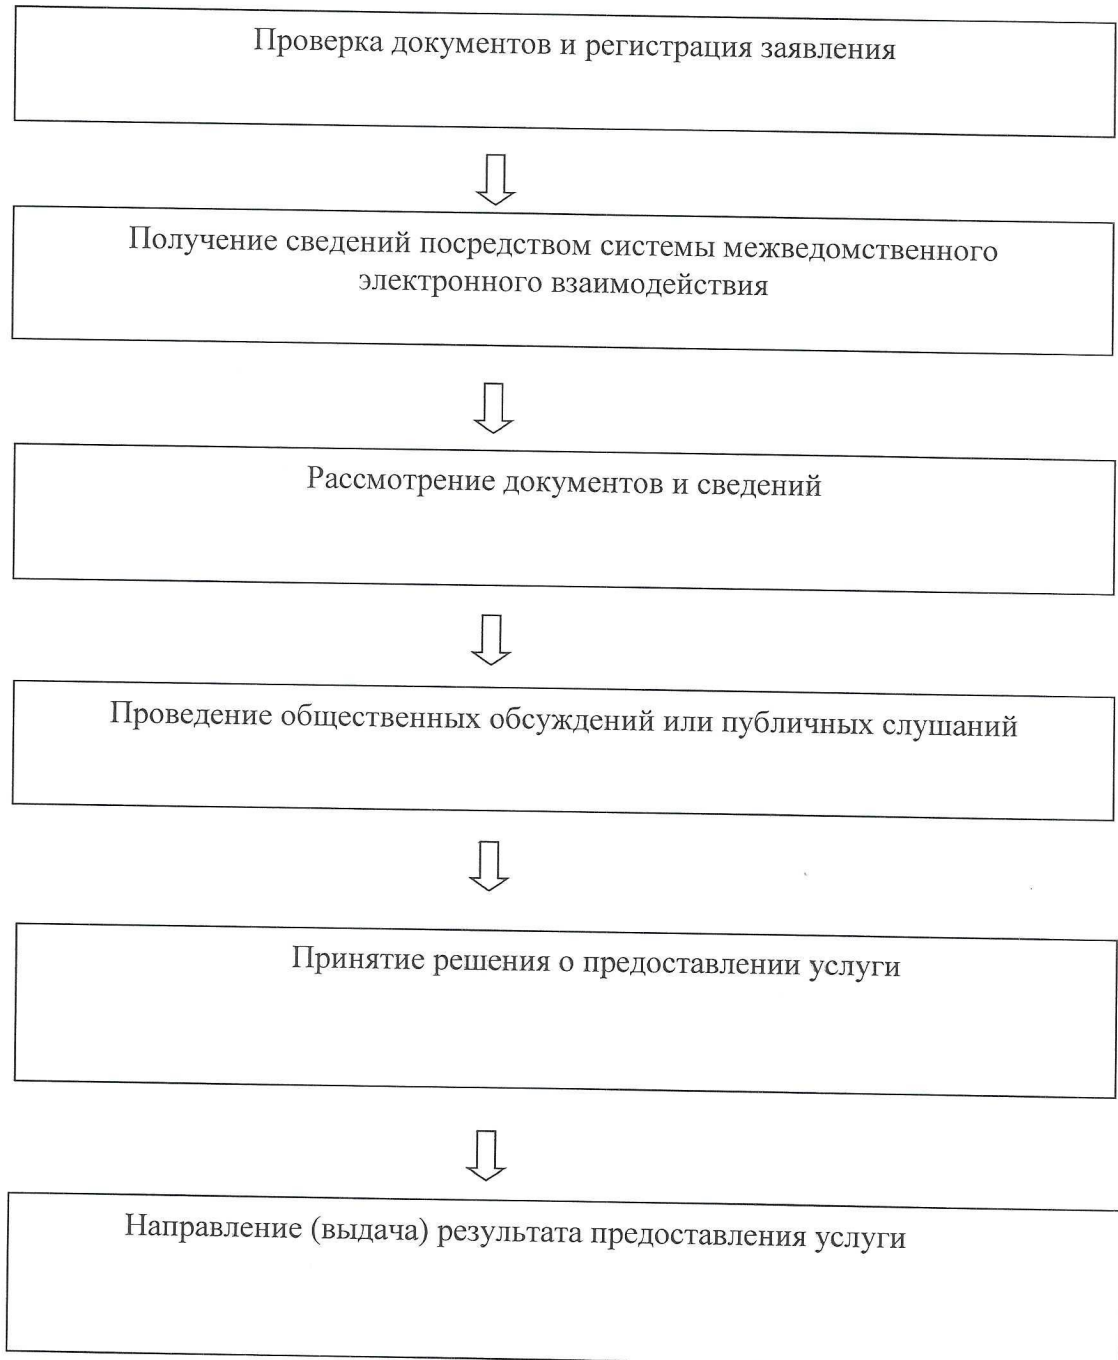 Проверка документов и регистрация заявления
Получение сведений посредством системы межведомственного
электронного взаимодействия
Рассмотрение документов и сведений
Проведение общественных обсуждений или публичных слушаний
Принятие решения о предоставлении услуги
Направление (выдача) результата предоставления услуги